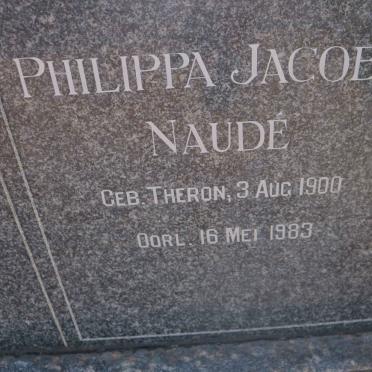 PHILIPPA JACOB
NAUDÉ
GEB. THERON, 3 AUG 1900
OORL. 16 MEI 1983